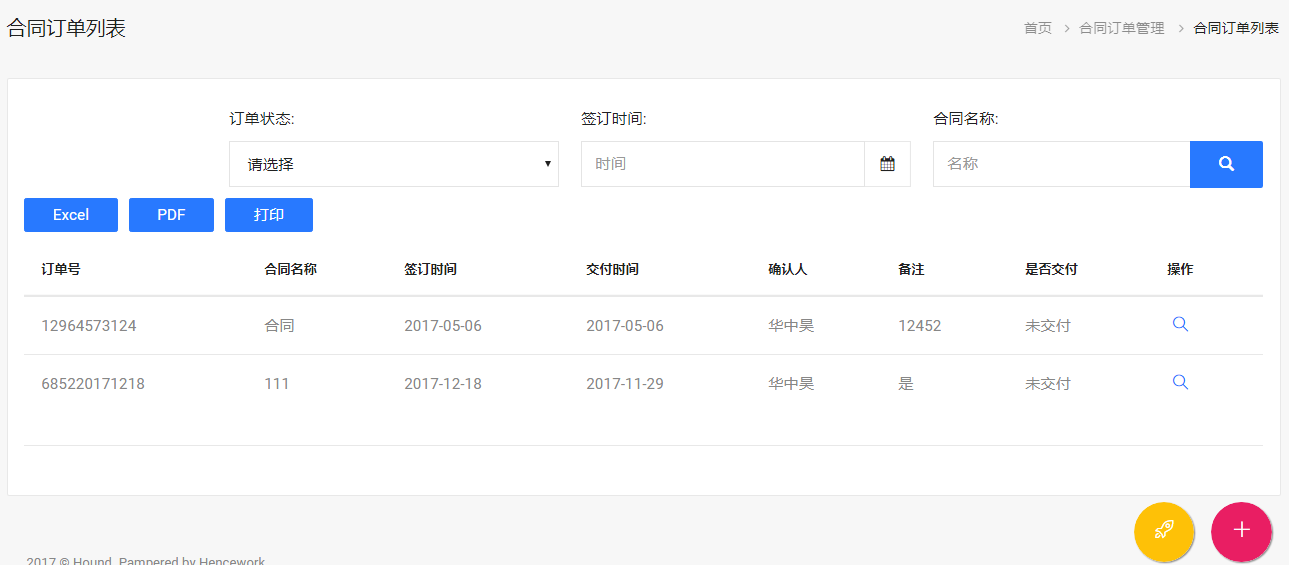 合同订单列表
首页 > 合同订单管理 > 合同订单列表
订单状态: 签订时间: 合同名称:
请选择 时间 名称
Excel PDF 打印
订单号 合同名称 签订时间 交付时间 确认人 备注 是否交付 操作
12964573124 合同 2017-05-06 2017-05-06 华中昊 12452 未交付
685220171218 111 2017-12-18 2017-11-29 华中昊 是 未交付
2017 © Hound. Pampered by Hencework